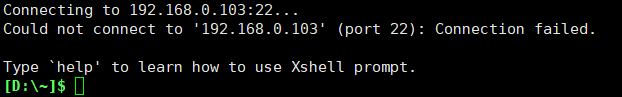 Connecting to 192.168.0.103:22...
Could not connect to '192.168.0.103' (port 22): Connection failed.
Type `help' to learn how to use Xshell prompt.
[D:\~]$